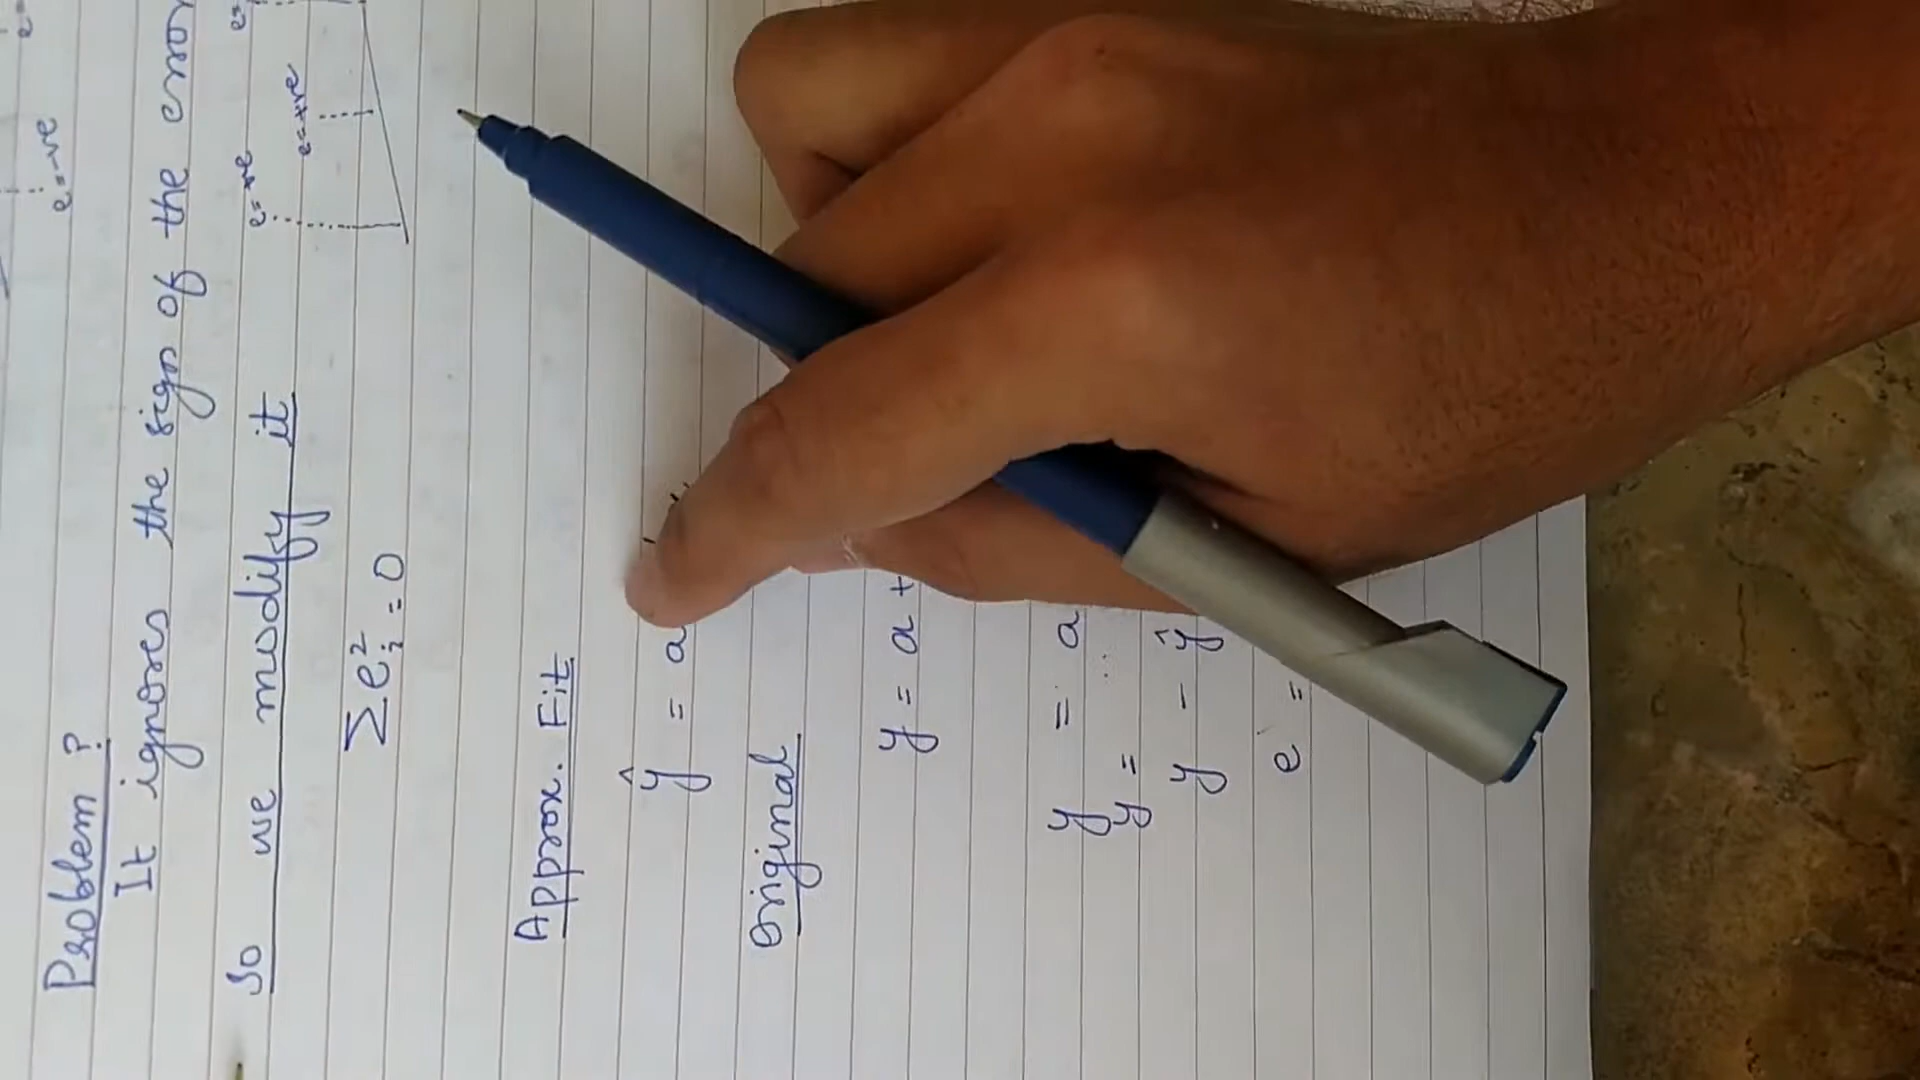 e=-ve
Problem ?
It ignores the sign of the error
e=+ve
e=+ve
So we modify it
∑e²ᵢ = 0
Approx. Fit
ŷ = a
Original
y = a +
y = a
y =
y - ŷ
e =